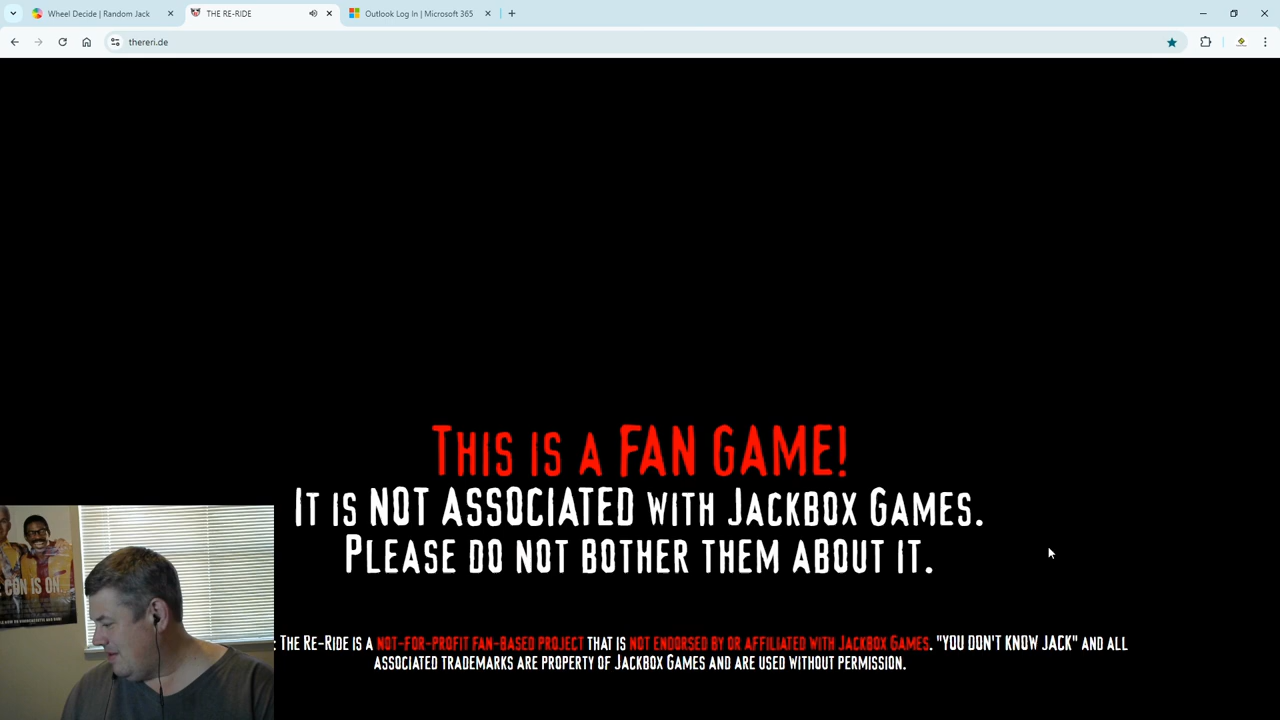 Wheel Decide | Random Jack
THE RE-RIDE
Outlook Log In | Microsoft 365
thereri.de
THIS IS A FAN GAME!
IT IS NOT ASSOCIATED WITH JACKBOX GAMES.
PLEASE DO NOT BOTHER THEM ABOUT IT.
CON IS ON.
: THE RE-RIDE IS A NOT-FOR-PROFIT FAN-BASED PROJECT THAT IS NOT ENDORSED BY OR AFFILIATED WITH JACKBOX GAMES. "YOU DON'T KNOW JACK" AND ALL
ASSOCIATED TRADEMARKS ARE PROPERTY OF JACKBOX GAMES AND ARE USED WITHOUT PERMISSION.